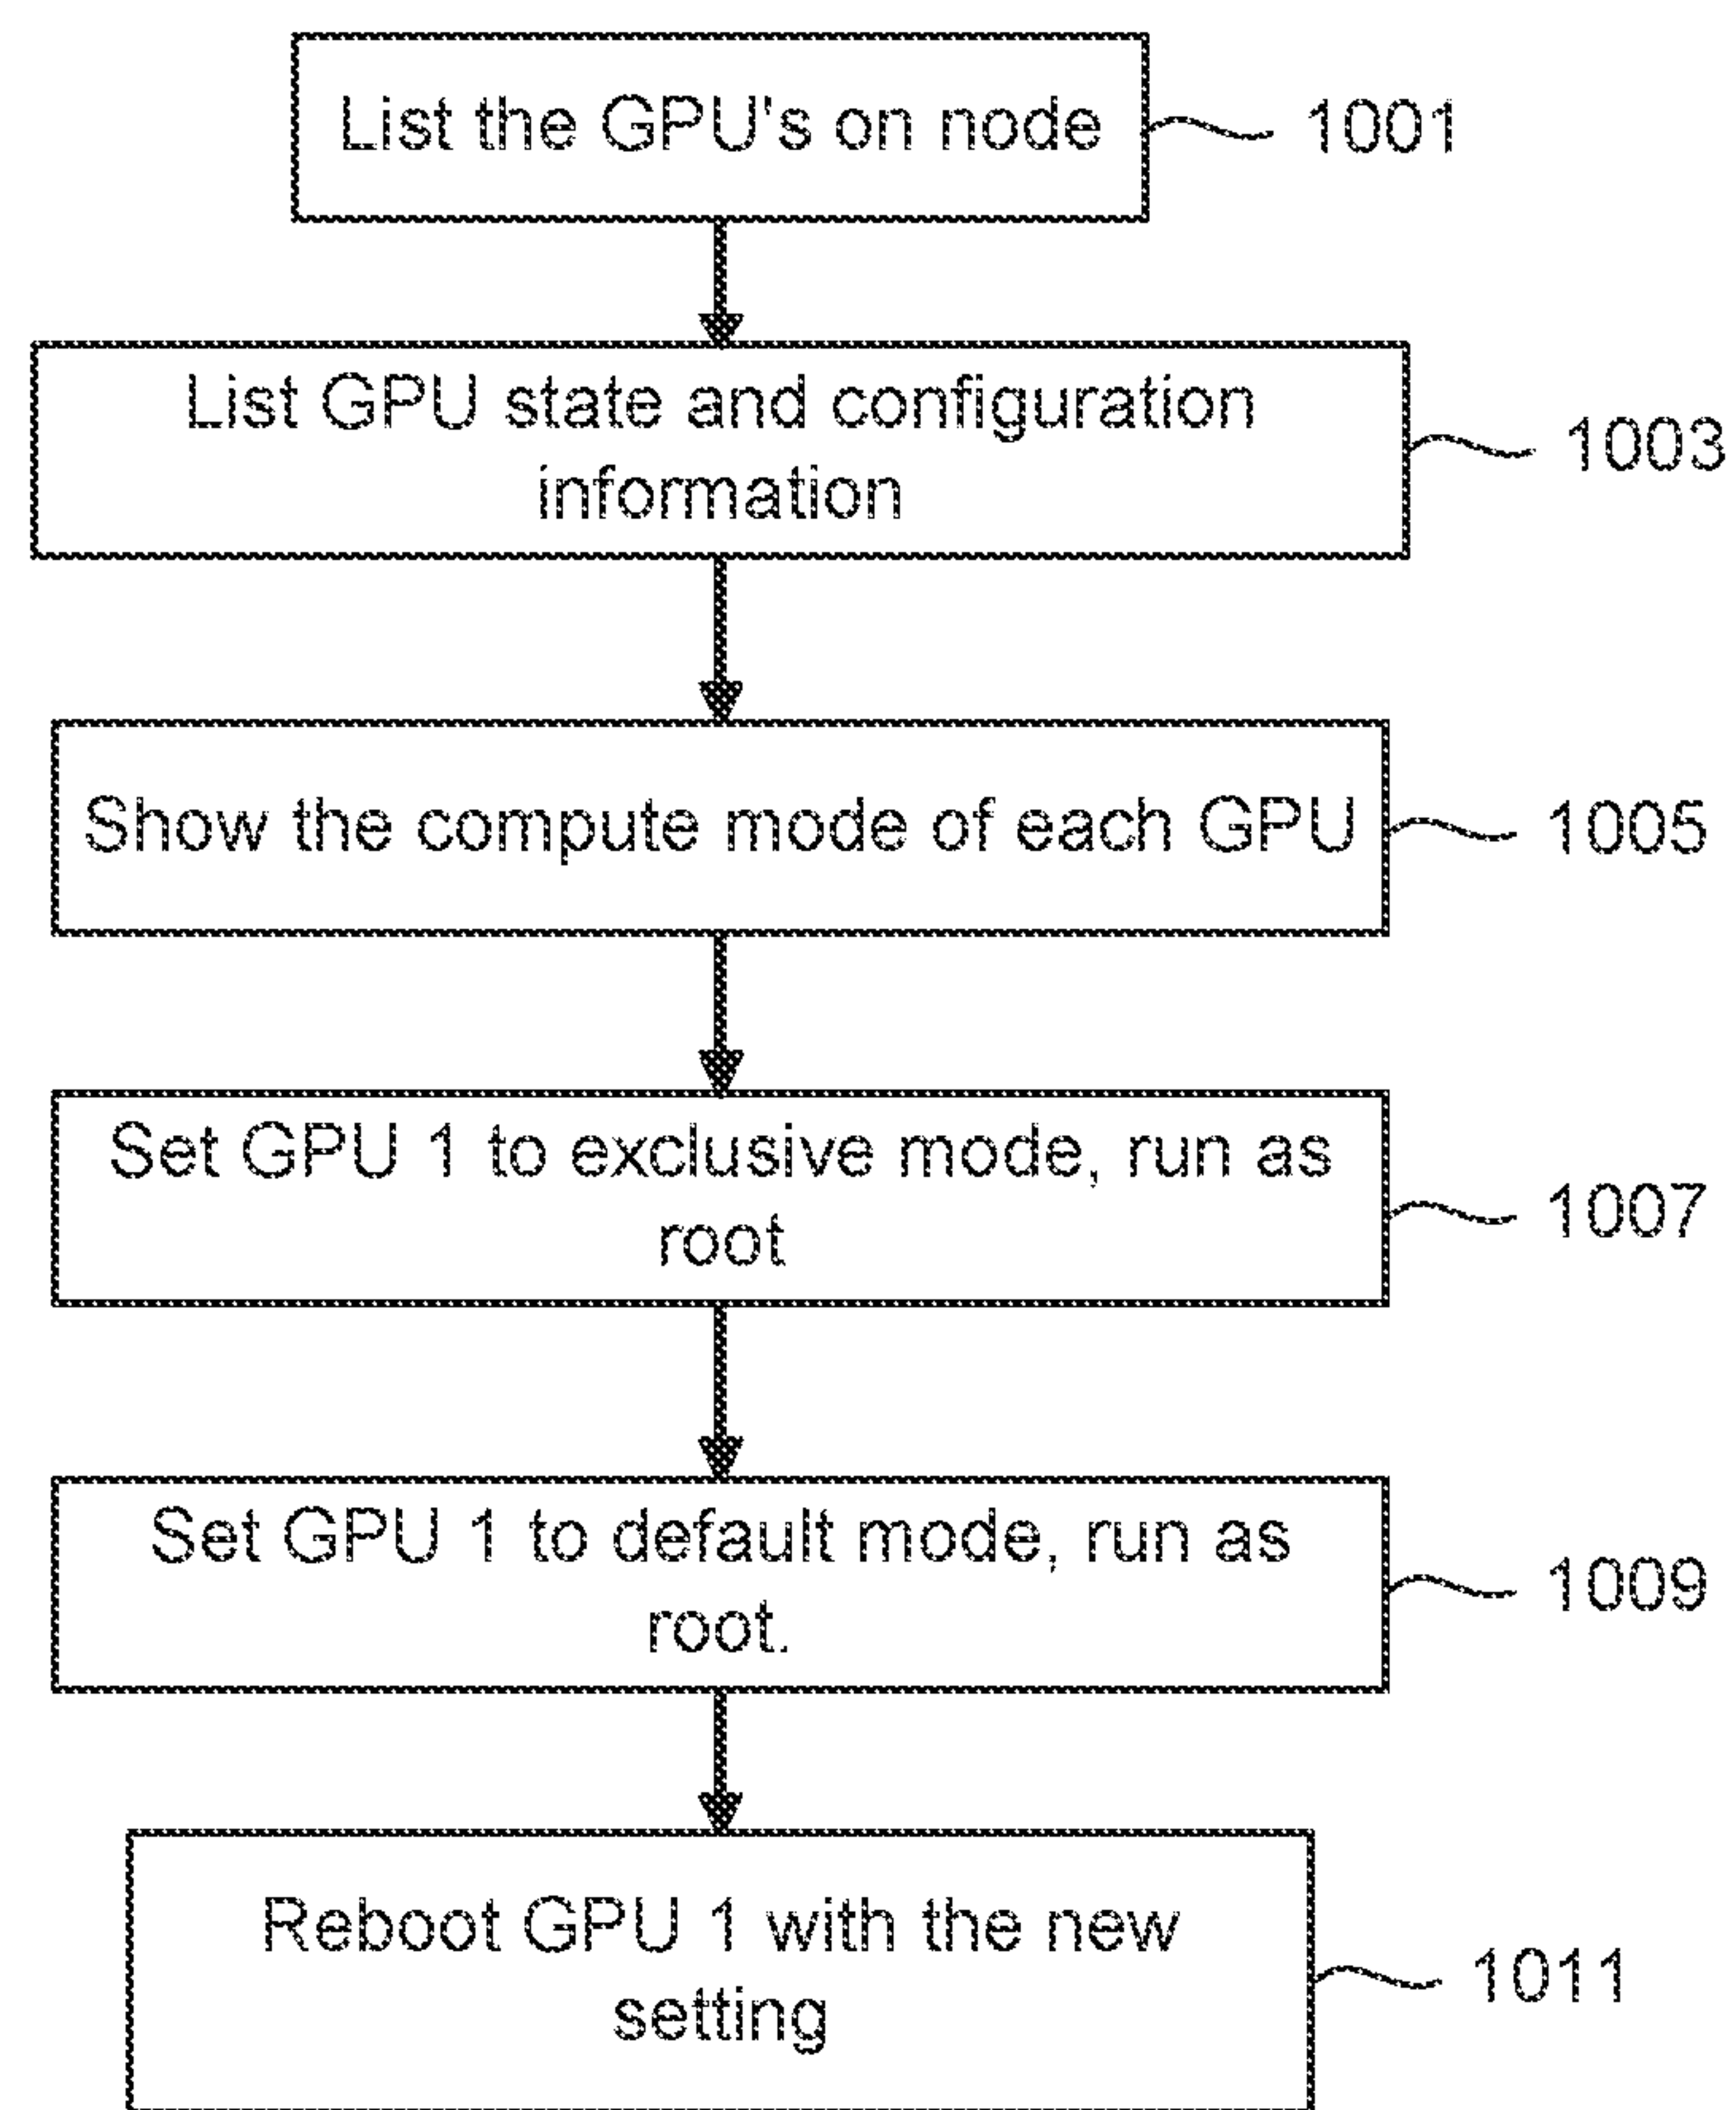 List the GPU's on node
1001
List GPU state and configuration
information
1003
Show the compute mode of each GPU
1005
Set GPU 1 to exclusive mode, run as
root
1007
Set GPU 1 to default mode, run as
root.
1009
Reboot GPU 1 with the new
setting
1011